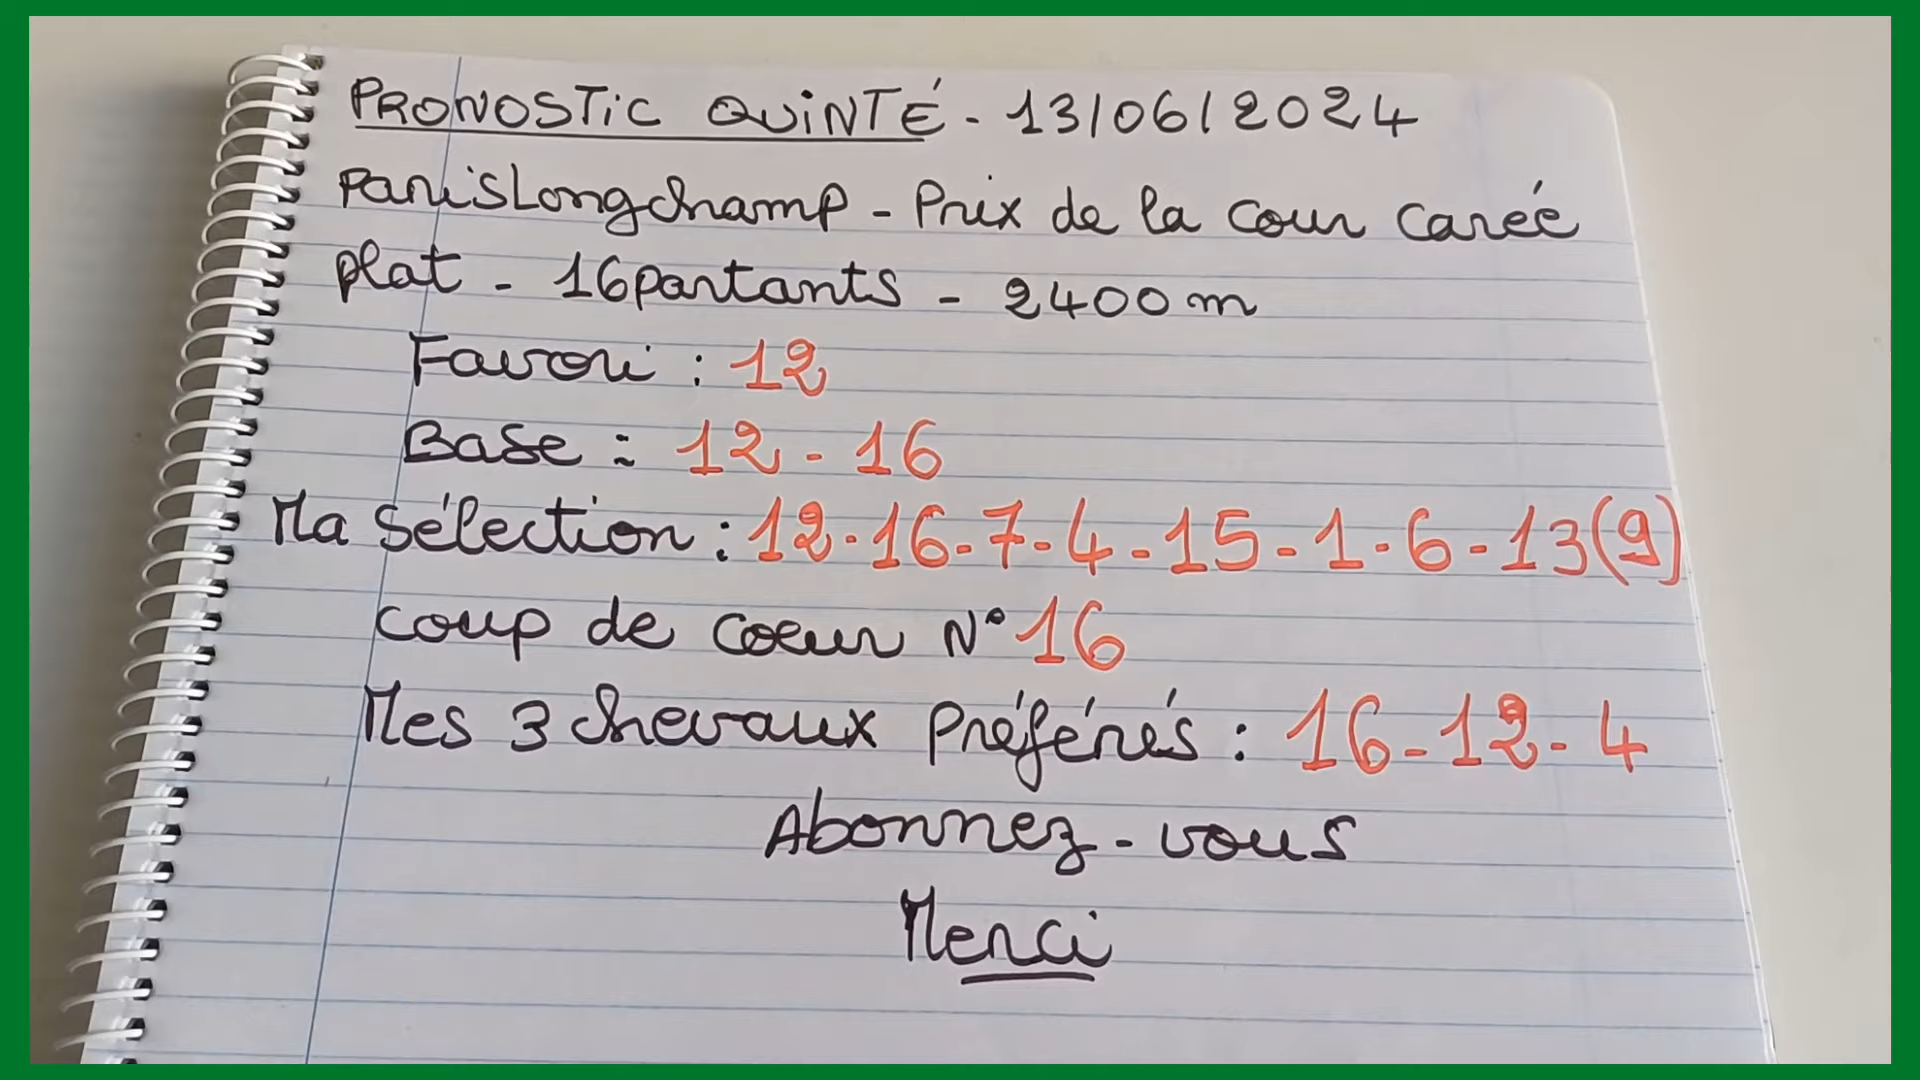 PRONOSTIC QUINTÉ - 13/06/2024
PARISLongchamp - Prix de la Cour Carée
plat - 16 partants - 2400 m
Favori : 12
Base : 12 - 16
Ma Sélection : 12 - 16 - 7 - 4 - 15 - 1 - 6 - 13 (9)
coup de coeur N° 16
Mes 3 chevaux Préférés : 16 - 12 - 4
Abonnez - vous
Merci